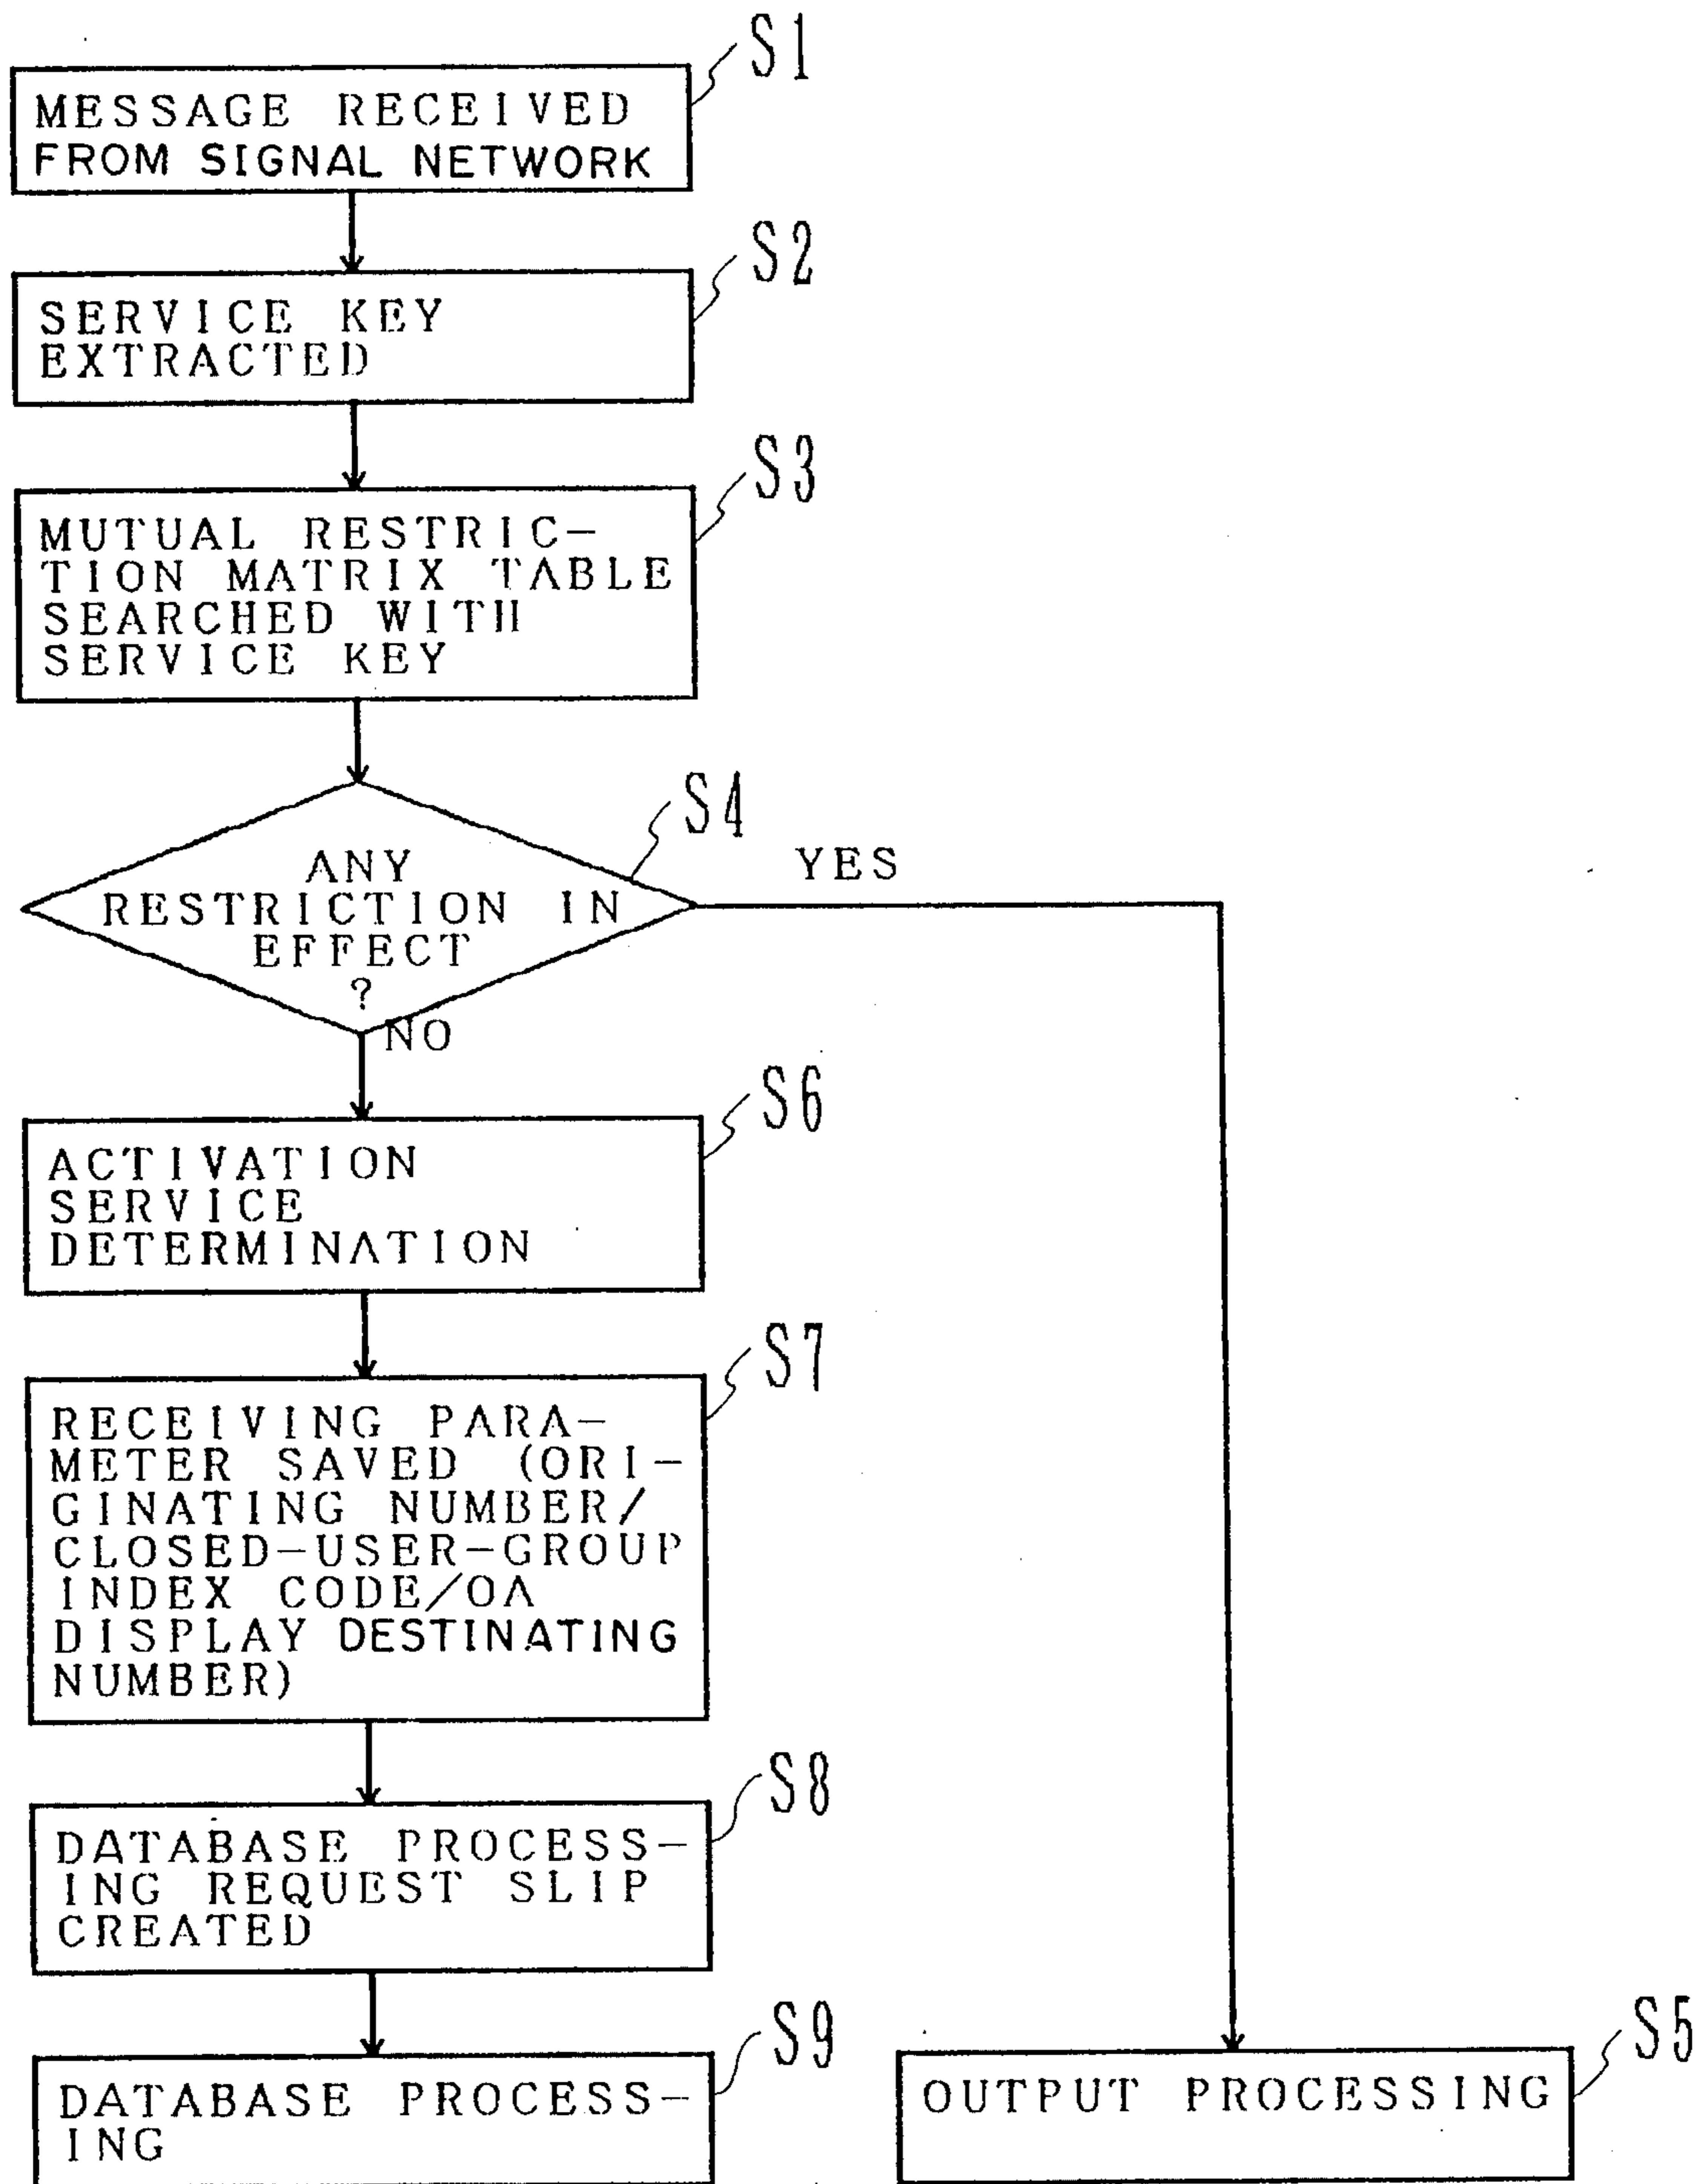 S1
MESSAGE RECEIVED
FROM SIGNAL NETWORK
S2
SERVICE KEY
EXTRACTED
S3
MUTUAL RESTRIC-
TION MATRIX TABLE
SEARCHED WITH
SERVICE KEY
S4
ANY
RESTRICTION IN
EFFECT
?
YES
NO
S6
ACTIVATION
SERVICE
DETERMINATION
S7
RECEIVING PARA-
METER SAVED (ORI-
GINATING NUMBER/
CLOSED-USER-GROUP
INDEX CODE/OA
DISPLAY DESTINATING
NUMBER)
S8
DATABASE PROCESS-
ING REQUEST SLIP
CREATED
S9
DATABASE PROCESS-
ING
S5
OUTPUT PROCESSING